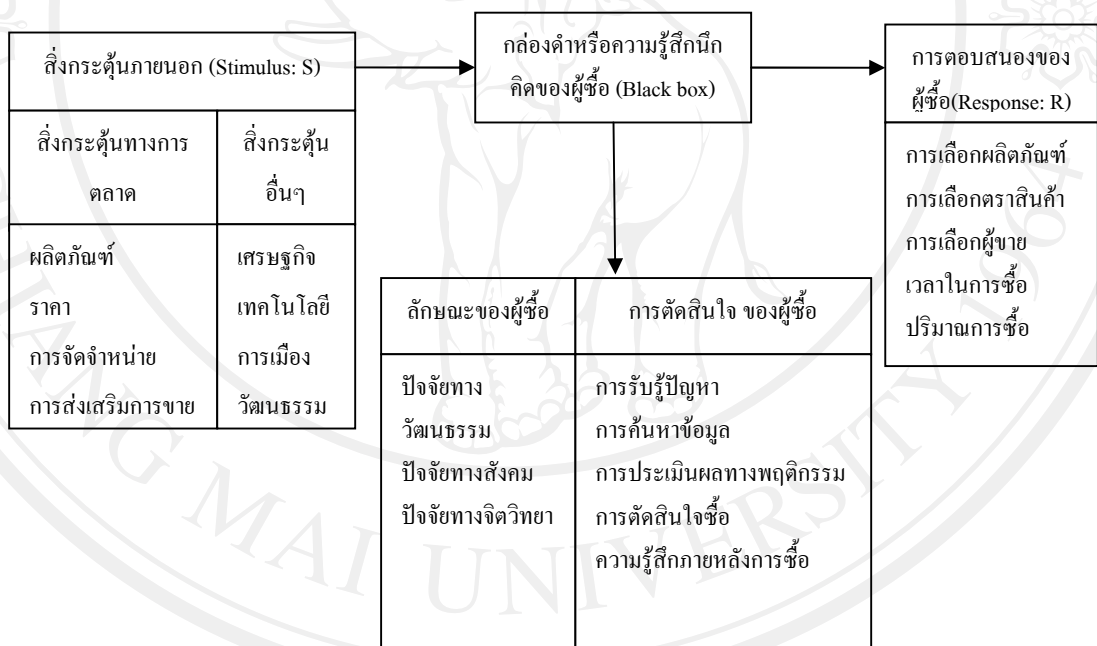 สิ่งกระตุ้นภายนอก (Stimulus: S)
สิ่งกระตุ้นทางการ
ตลาด
สิ่งกระตุ้น
อื่นๆ
ผลิตภัณฑ์
ราคา
การจัดจำหน่าย
การส่งเสริมการขาย
เศรษฐกิจ
เทคโนโลยี
การเมือง
วัฒนธรรม
กล่องดำหรือความรู้สึกนึก
คิดของผู้ซื้อ (Black box)
ลักษณะของผู้ซื้อ
การตัดสินใจ ของผู้ซื้อ
ปัจจัยทาง
วัฒนธรรม
ปัจจัยทางสังคม
ปัจจัยทางจิตวิทยา
การรับรู้ปัญหา
การค้นหาข้อมูล
การประเมินผลทางพฤติกรรม
การตัดสินใจซื้อ
ความรู้สึกภายหลังการซื้อ
การตอบสนองของ
ผู้ซื้อ(Response: R)
การเลือกผลิตภัณฑ์
การเลือกตราสินค้า
การเลือกผู้ขาย
เวลาในการซื้อ
ปริมาณการซื้อ
IANG MAI UNIVERSITY 1964